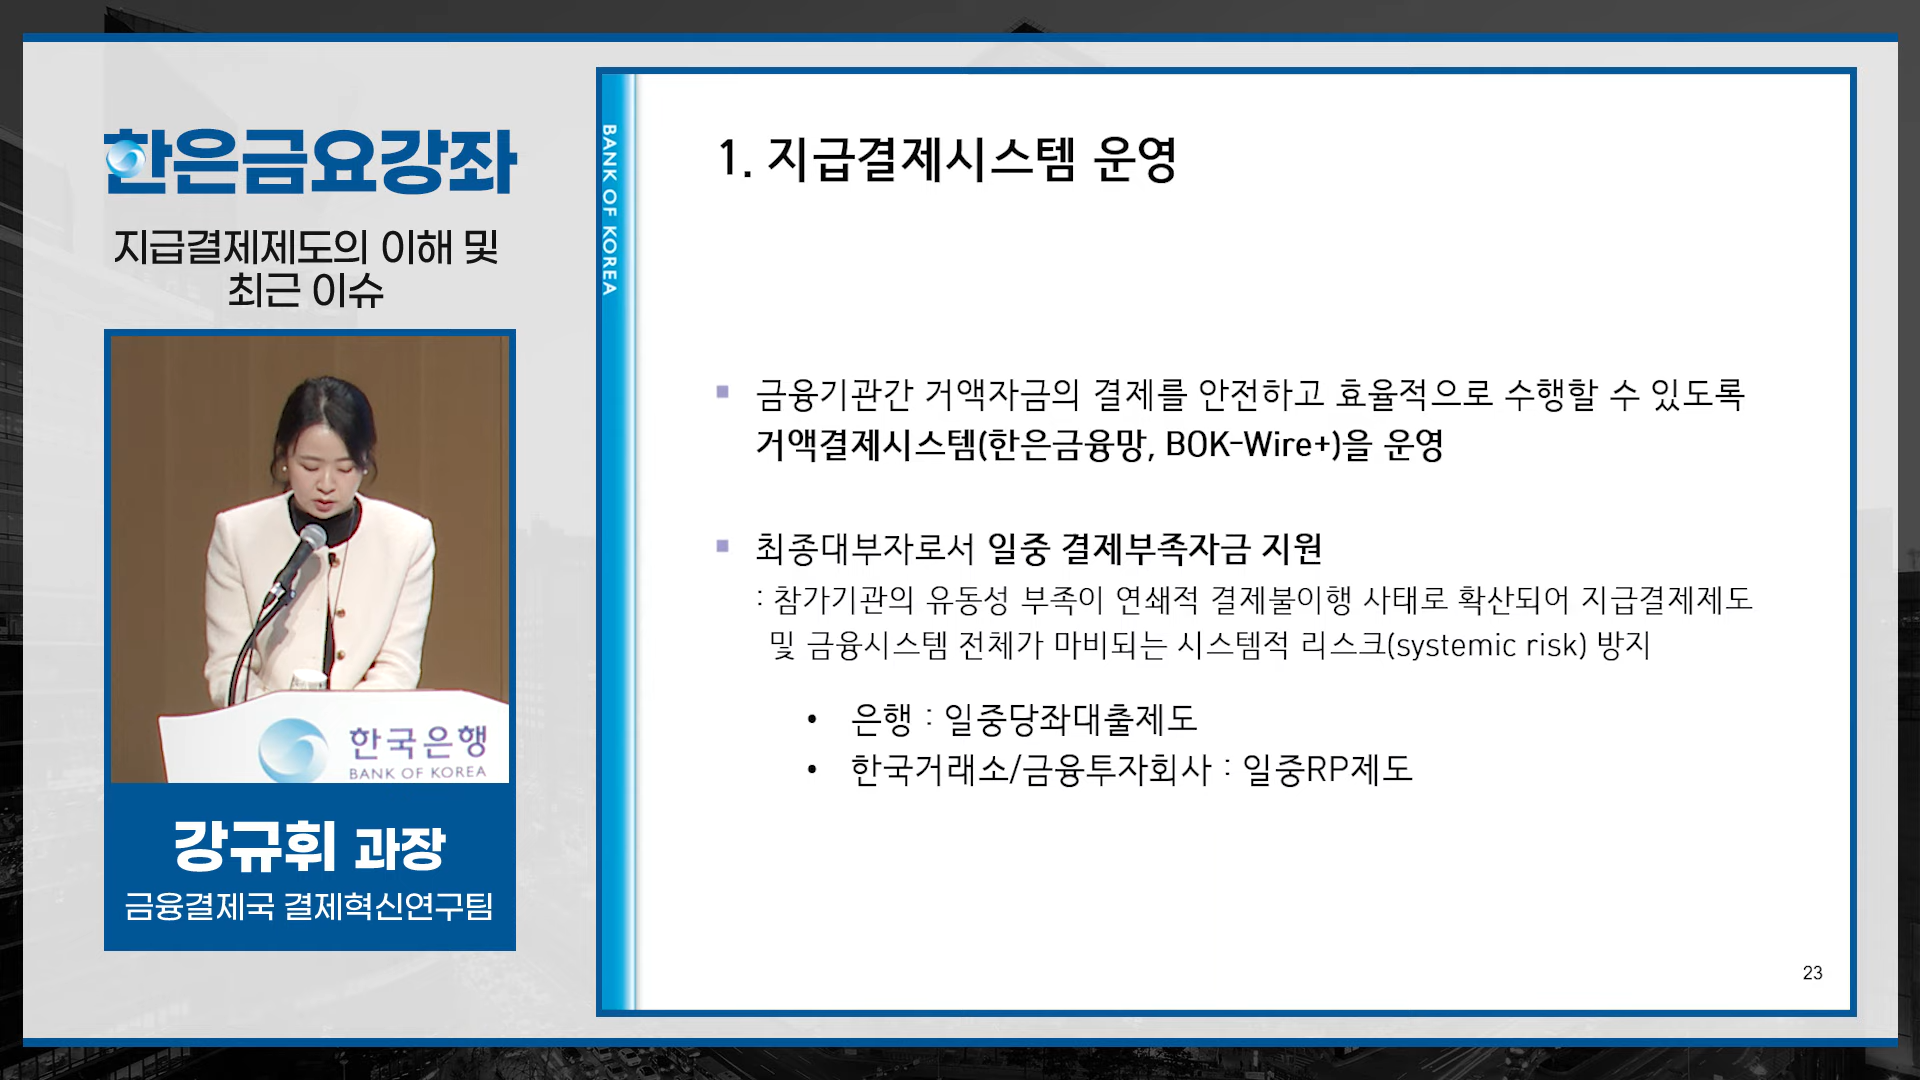 한은금요강좌
지급결제제도의 이해 및
최근 이슈
한국은행
BANK OF KOREA
강규휘 과장
금융결제국 결제혁신연구팀
BANK OF KOREA
1. 지급결제시스템 운영
▪ 금융기관간 거액자금의 결제를 안전하고 효율적으로 수행할 수 있도록
거액결제시스템(한은금융망, BOK-Wire+)을 운영
▪ 최종대부자로서 일중 결제부족자금 지원
: 참가기관의 유동성 부족이 연쇄적 결제불이행 사태로 확산되어 지급결제제도
및 금융시스템 전체가 마비되는 시스템적 리스크(systemic risk) 방지
• 은행 : 일중당좌대출제도
• 한국거래소/금융투자회사 : 일중RP제도
23